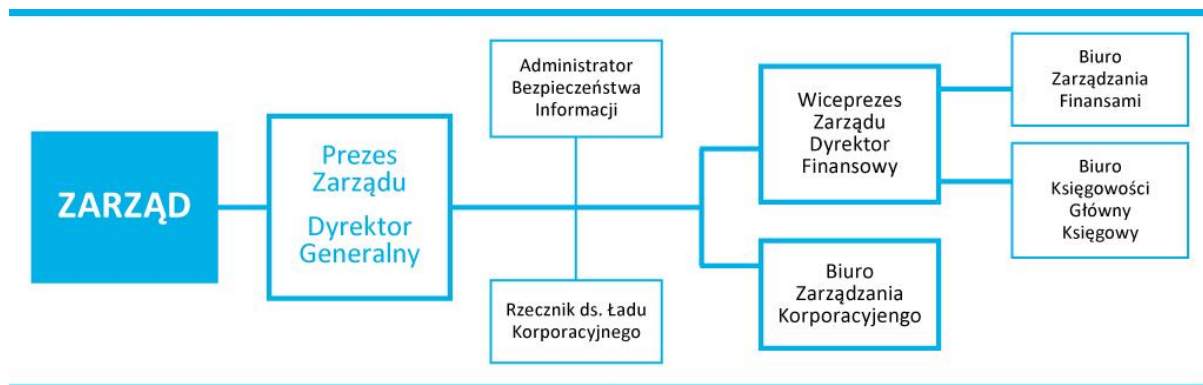 ZARZĄD
Prezes
Zarządu
Dyrektor
Generalny
Administrator
Bezpieczeństwa
Informacji
Rzecznik ds. Ładu
Korporacyjnego
Wiceprezes
Zarządu
Dyrektor
Finansowy
Biuro
Zarządzania
Korporacyjengo
Biuro
Zarządzania
Finansami
Biuro
Księgowości
Główny
Księgowy